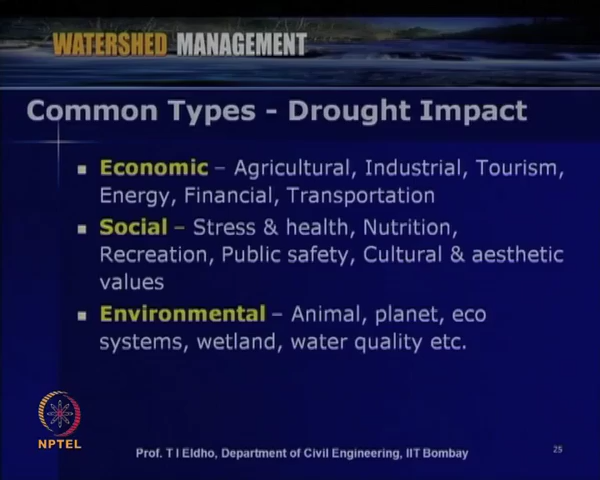 WATERSHED MANAGEMENT
Common Types - Drought Impact
Economic – Agricultural, Industrial, Tourism,
Energy, Financial, Transportation
Social – Stress & health, Nutrition,
Recreation, Public safety, Cultural & aesthetic
values
Environmental – Animal, planet, eco
systems, wetland, water quality etc.
NPTEL
Prof. T I Eldho, Department of Civil Engineering, IIT Bombay
25